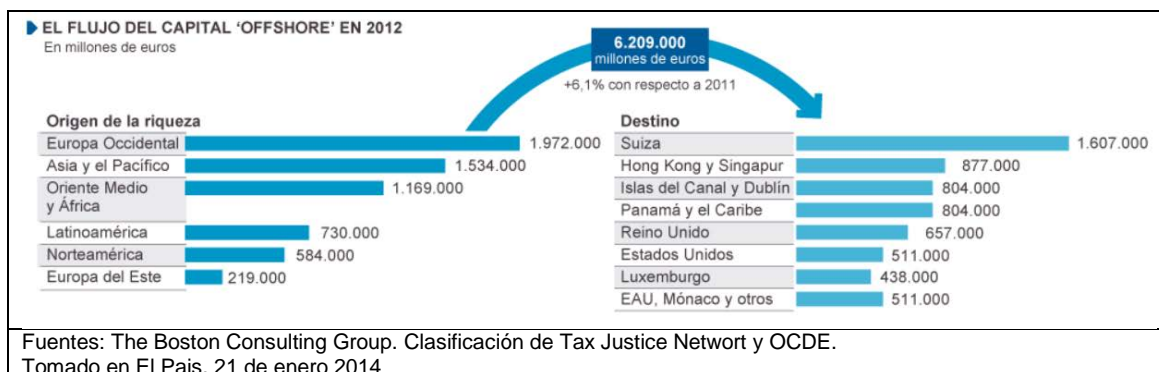 EL FLUJO DEL CAPITAL ‘OFFSHORE’ EN 2012
En millones de euros
6.209.000
millones de euros
+6,1% con respecto a 2011
Origen de la riqueza
Europa Occidental 1.972.000
Asia y el Pacífico 1.534.000
Oriente Medio
y África 1.169.000
Latinoamérica 730.000
Norteamérica 584.000
Europa del Este 219.000
Destino
Suiza 1.607.000
Hong Kong y Singapur 877.000
Islas del Canal y Dublín 804.000
Panamá y el Caribe 804.000
Reino Unido 657.000
Estados Unidos 511.000
Luxemburgo 438.000
EAU, Mónaco y otros 511.000
Fuentes: The Boston Consulting Group. Clasificación de Tax Justice Networt y OCDE.
Tomado en El Pais, 21 de enero 2014